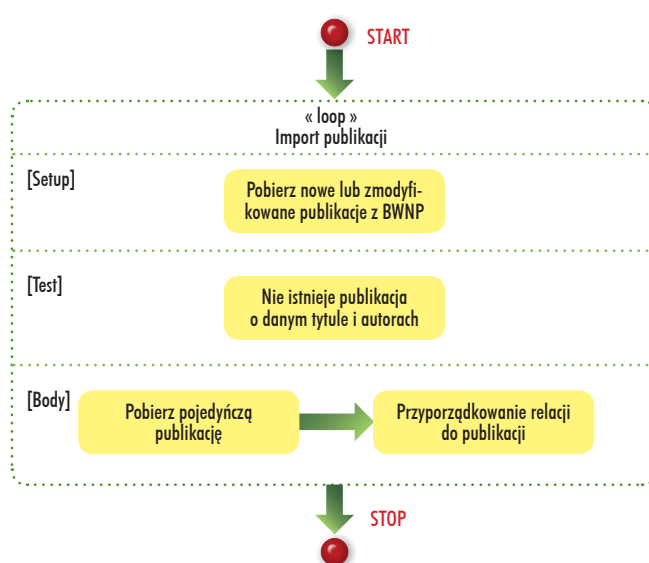 START
« loop »
Import publikacji
[Setup]
Pobierz nowe lub zmodyfi-
kowane publikacje z BWNP
[Test]
Nie istnieje publikacja
o danym tytule i autorach
[Body]
Pobierz pojedyńczą
publikację
Przyporządkowanie relacji
do publikacji
STOP